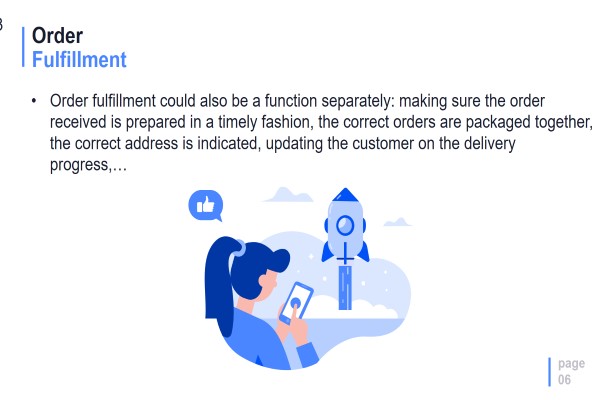 Order
Fulfillment
• Order fulfillment could also be a function separately: making sure the order
received is prepared in a timely fashion, the correct orders are packaged together,
the correct address is indicated, updating the customer on the delivery
progress,…
page
06